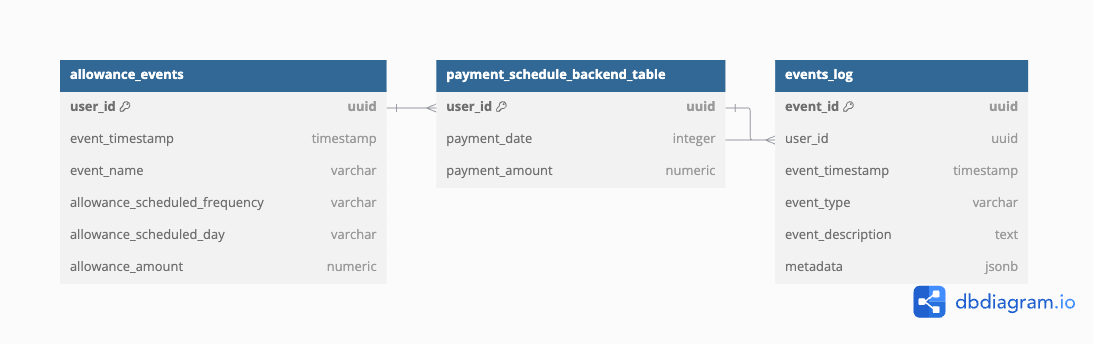 allowance_events
user_id uuid
event_timestamp timestamp
event_name varchar
allowance_scheduled_frequency varchar
allowance_scheduled_day varchar
allowance_amount numeric
payment_schedule_backend_table
user_id uuid
payment_date integer
payment_amount numeric
events_log
event_id uuid
user_id uuid
event_timestamp timestamp
event_type varchar
event_description text
metadata jsonb
dbdiagram.io